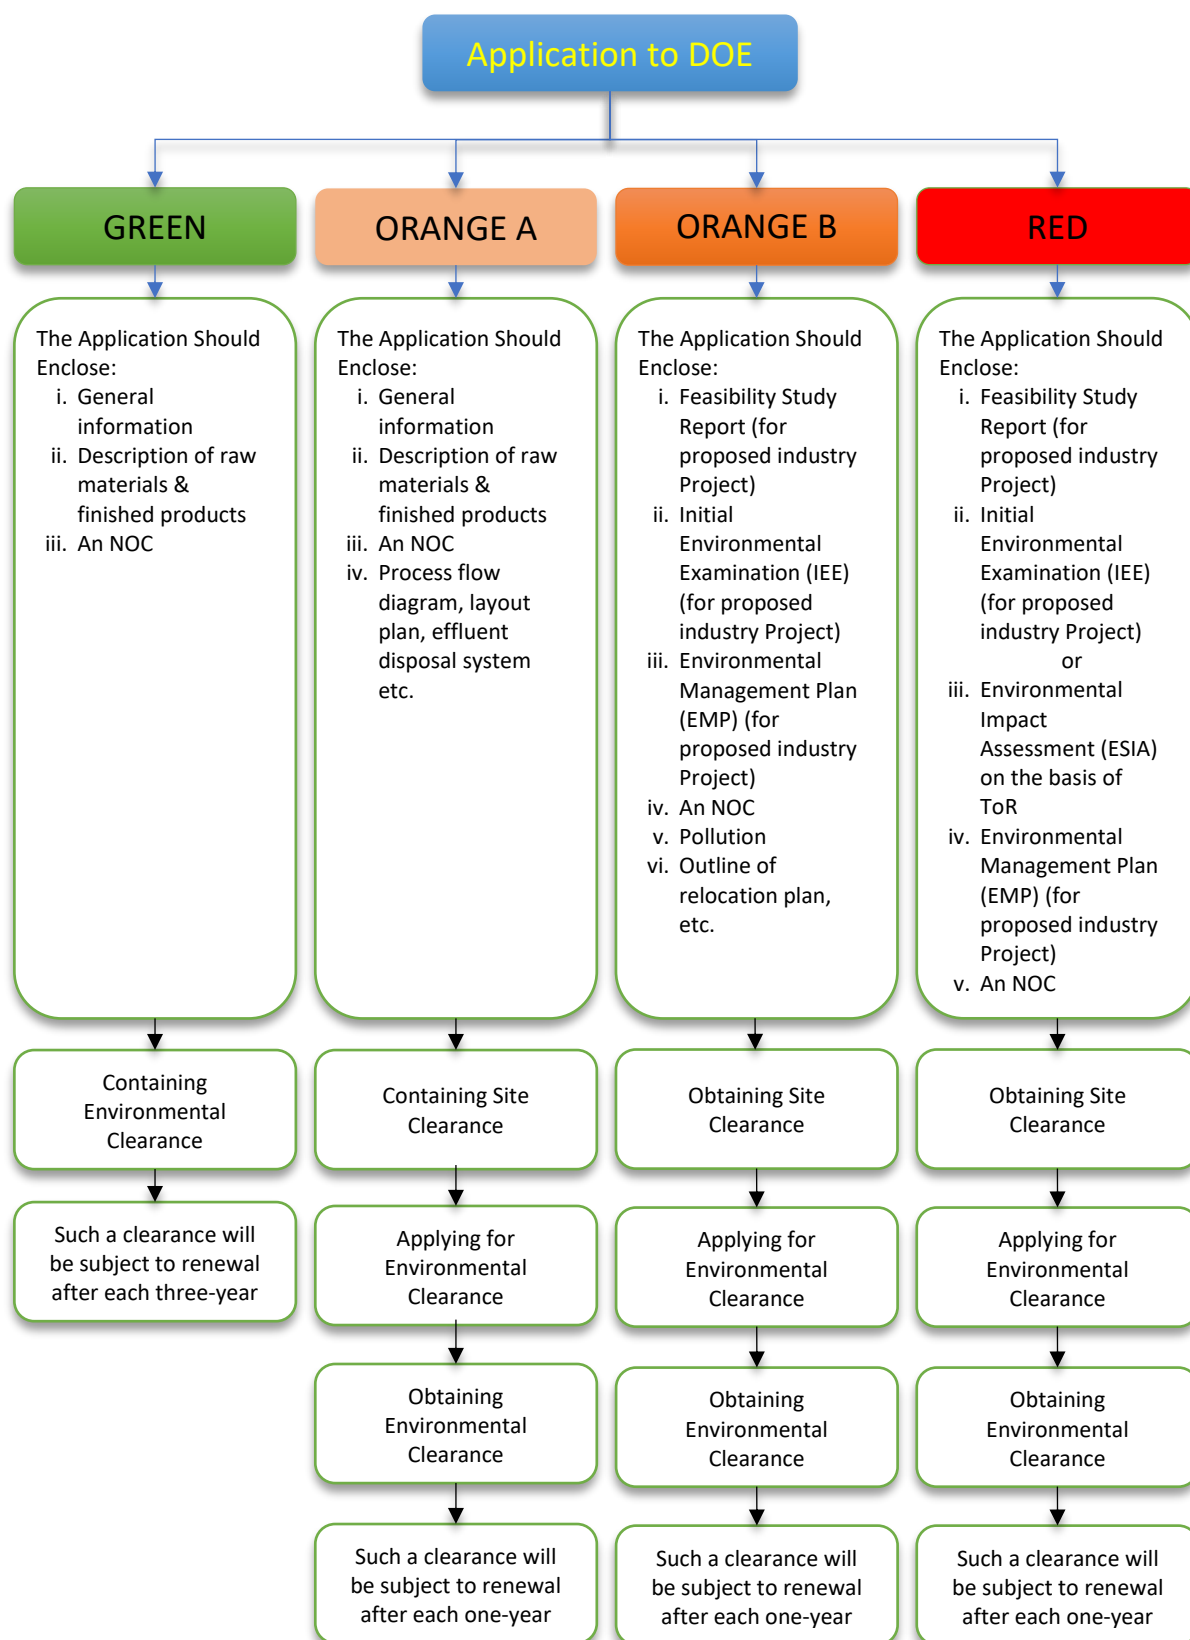 Application to DOE
GREEN
ORANGE A
ORANGE B
RED
The Application Should
Enclose:
i. General
information
ii. Description of raw
materials &
finished products
iii. An NOC
The Application Should
Enclose:
i. General
information
ii. Description of raw
materials &
finished products
iii. An NOC
iv. Process flow
diagram, layout
plan, effluent
disposal system
etc.
The Application Should
Enclose:
i. Feasibility Study
Report (for
proposed industry
Project)
ii. Initial
Environmental
Examination (IEE)
(for proposed
industry Project)
iii. Environmental
Management Plan
(EMP) (for
proposed industry
Project)
iv. An NOC
v. Pollution
vi. Outline of
relocation plan,
etc.
The Application Should
Enclose:
i. Feasibility Study
Report (for
proposed industry
Project)
ii. Initial
Environmental
Examination (IEE)
(for proposed
industry Project)
or
iii. Environmental
Impact
Assessment (ESIA)
on the basis of
ToR
iv. Environmental
Management Plan
(EMP) (for
proposed industry
Project)
v. An NOC
Containing
Environmental
Clearance
Containing Site
Clearance
Obtaining Site
Clearance
Obtaining Site
Clearance
Such a clearance will
be subject to renewal
after each three-year
Applying for
Environmental
Clearance
Applying for
Environmental
Clearance
Applying for
Environmental
Clearance
Obtaining
Environmental
Clearance
Obtaining
Environmental
Clearance
Obtaining
Environmental
Clearance
Such a clearance will
be subject to renewal
after each one-year
Such a clearance will
be subject to renewal
after each one-year
Such a clearance will
be subject to renewal
after each one-year